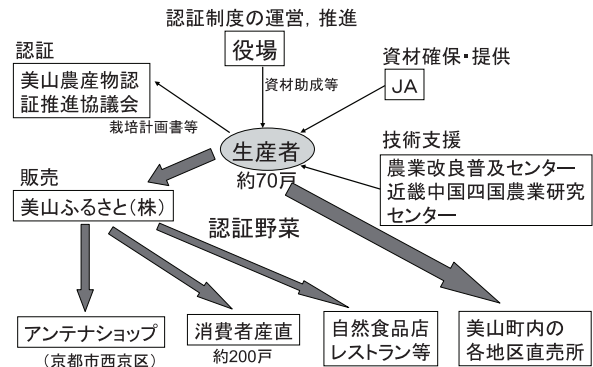 認証制度の運営，推進
役場
認証
美山農産物認
証推進協議会
資材確保・提供
JA
資材助成等
栽培計画書等
生産者
約70戸
技術支援
農業改良普及センター
近畿中国四国農業研究
センター
販売
美山ふるさと（株）
認証野菜
アンテナショップ
（京都市西京区）
消費者産直
約200戸
自然食品店
レストラン等
美山町内の
各地区直売所